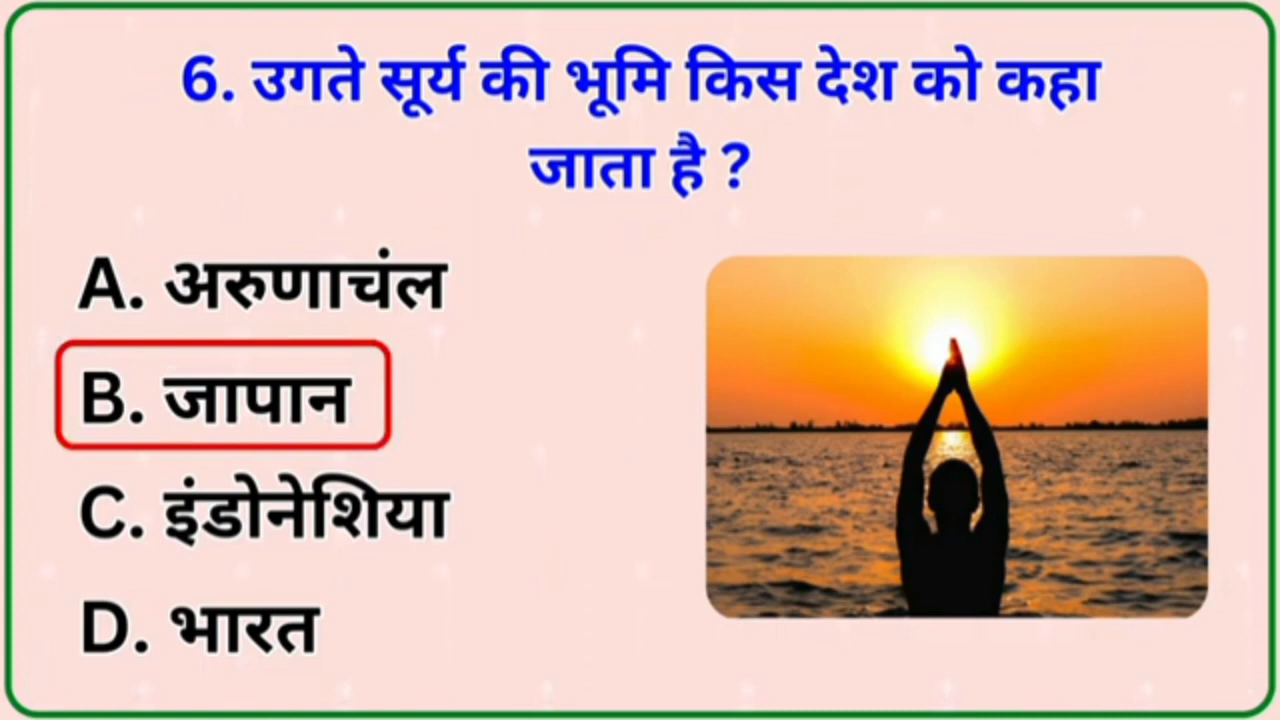 6. उगते सूर्य की भूमि किस देश को कहा
जाता है ?
A. अरुणाचंल
B. जापान
C. इंडोनेशिया
D. भारत